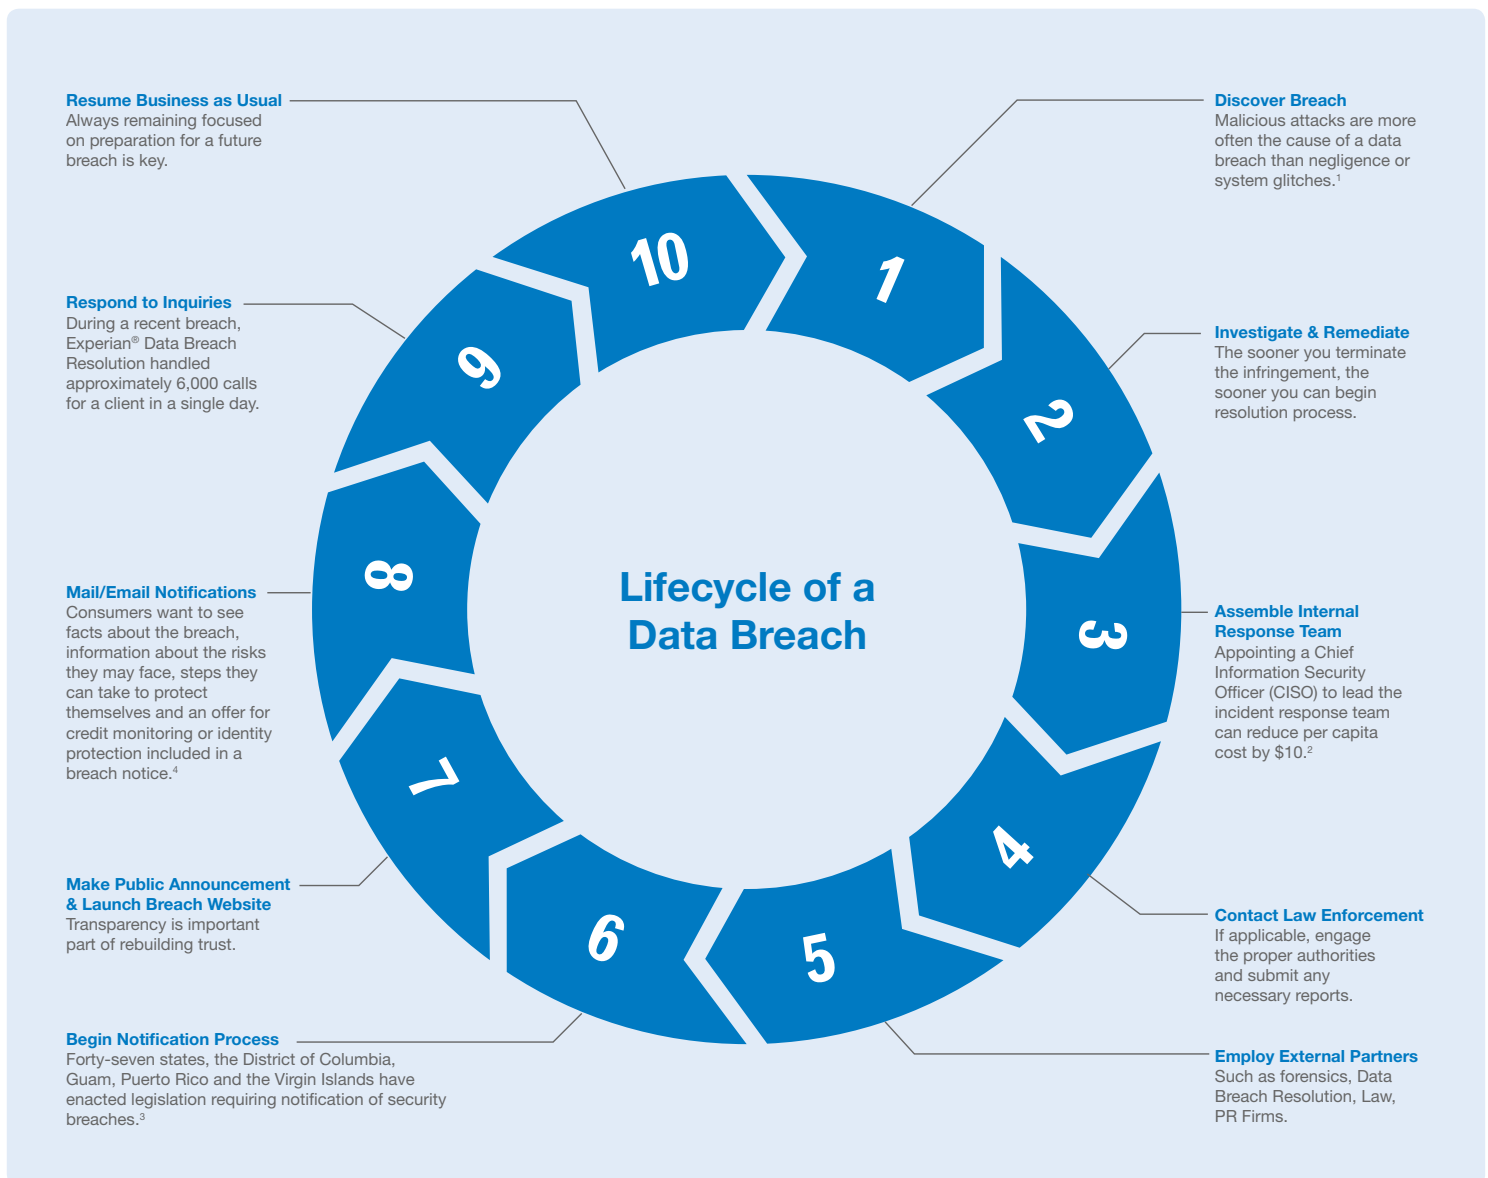 Lifecycle of a
Data Breach
1
Discover Breach
Malicious attacks are more
often the cause of a data
breach than negligence or
system glitches.¹
2
Investigate & Remediate
The sooner you terminate
the infringement, the
sooner you can begin
resolution process.
3
Assemble Internal
Response Team
Appointing a Chief
Information Security
Officer (CISO) to lead the
incident response team
can reduce per capita
cost by $10.²
4
Contact Law Enforcement
If applicable, engage
the proper authorities
and submit any
necessary reports.
5
Employ External Partners
Such as forensics, Data
Breach Resolution, Law,
PR Firms.
6
Begin Notification Process
Forty-seven states, the District of Columbia,
Guam, Puerto Rico and the Virgin Islands have
enacted legislation requiring notification of security
breaches.³
7
Make Public Announcement
& Launch Breach Website
Transparency is important
part of rebuilding trust.
8
Mail/Email Notifications
Consumers want to see
facts about the breach,
information about the risks
they may face, steps they
can take to protect
themselves and an offer for
credit monitoring or identity
protection included in a
breach notice.⁴
9
Respond to Inquiries
During a recent breach,
Experian® Data Breach
Resolution handled
approximately 6,000 calls
for a client in a single day.
10
Resume Business as Usual
Always remaining focused
on preparation for a future
breach is key.